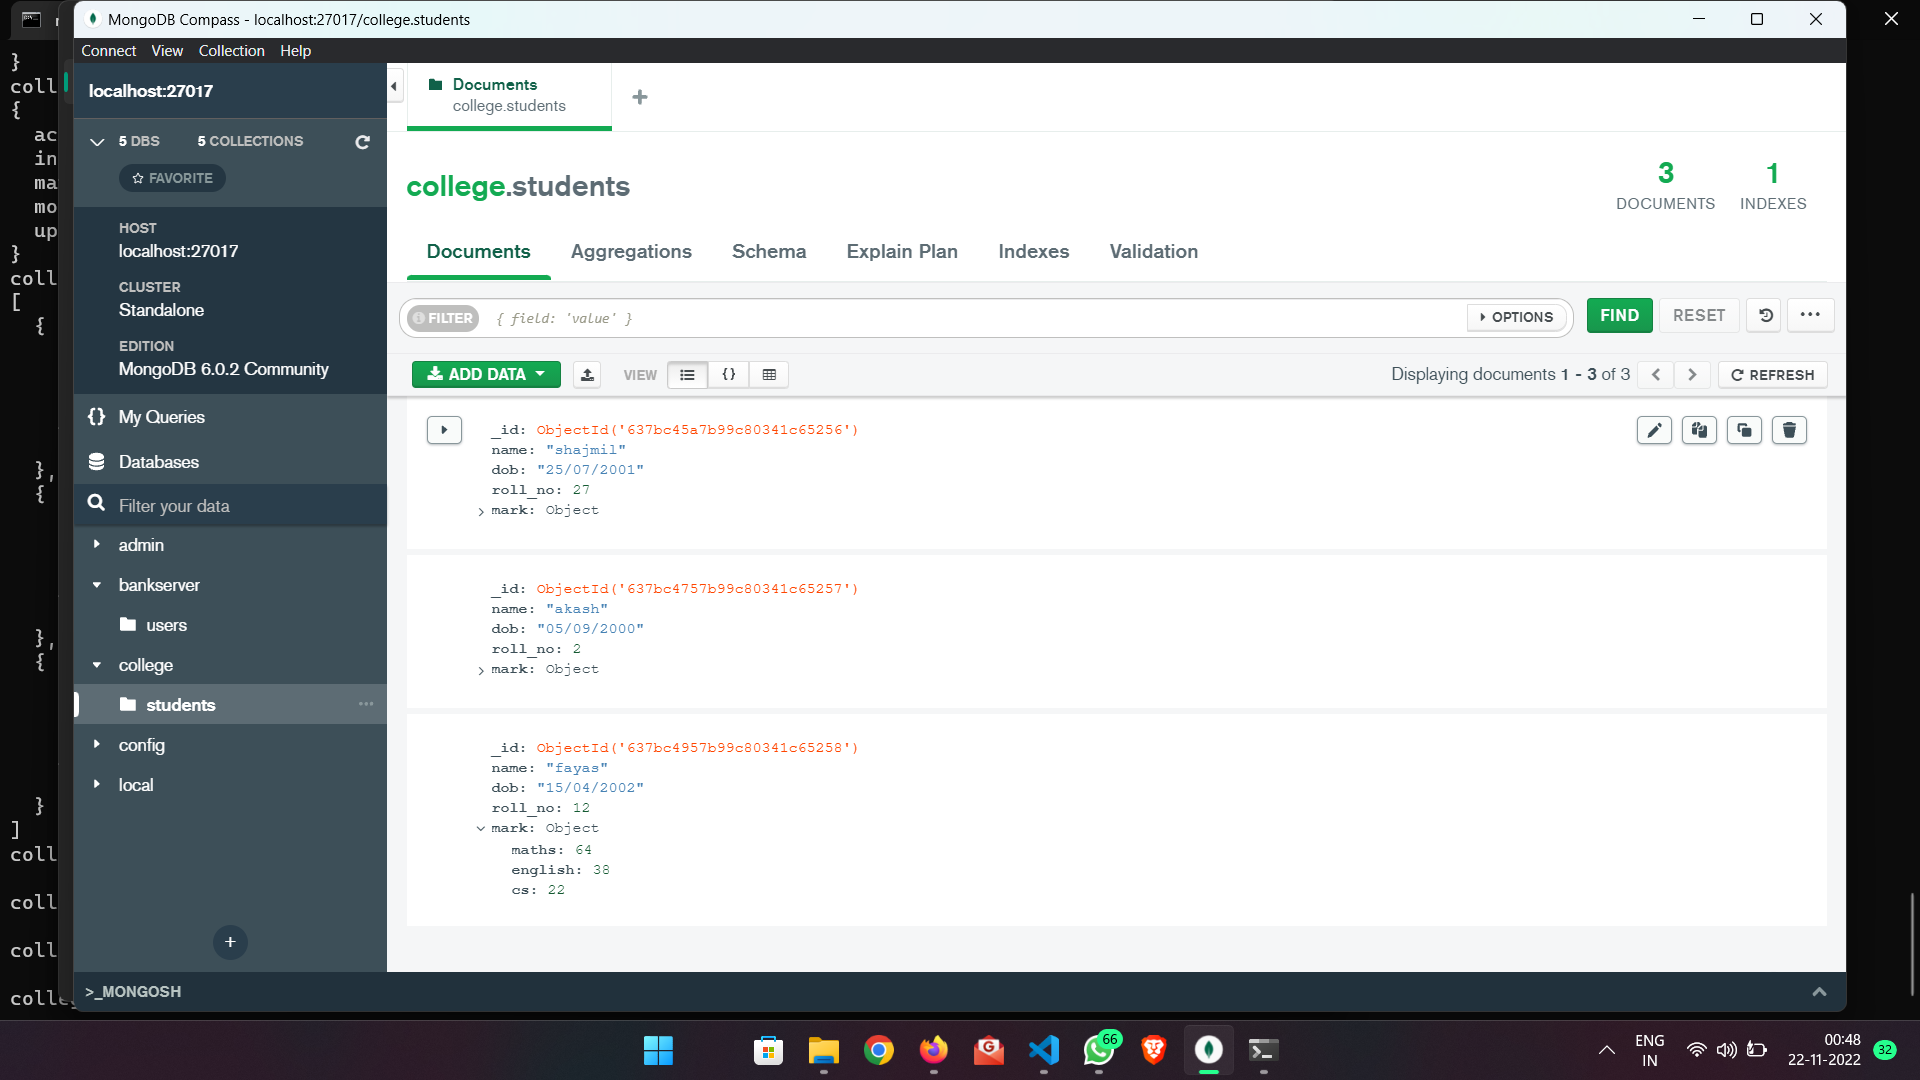 MongoDB Compass - localhost:27017/college.students
Connect View Collection Help
localhost:27017
5 DBS 5 COLLECTIONS
FAVORITE
HOST
localhost:27017
CLUSTER
Standalone
EDITION
MongoDB 6.0.2 Community
{} My Queries
Databases
Filter your data
admin
bankserver
users
college
students
...
config
local
+
>_MONGOSH
Documents
college.students
+
college.students
3
DOCUMENTS
1
INDEXES
Documents Aggregations Schema Explain Plan Indexes Validation
FILTER { field: 'value' } OPTIONS FIND RESET ...
ADD DATA VIEW {} Displaying documents 1 - 3 of 3 < > REFRESH
_id: ObjectId('637bc45a7b99c80341c65256')
name: "shajmil"
dob: "25/07/2001"
roll_no: 27
> mark: Object
_id: ObjectId('637bc4757b99c80341c65257')
name: "akash"
dob: "05/09/2000"
roll_no: 2
> mark: Object
_id: ObjectId('637bc4957b99c80341c65258')
name: "fayas"
dob: "15/04/2002"
roll_no: 12
mark: Object
maths: 64
english: 38
cs: 22
}
coll
{
ac
in
ma
mo
up
}
coll
[
{
},
{
},
{
}
]
coll
coll
coll
colle
66
ENG
IN
00:48
22-11-2022
32